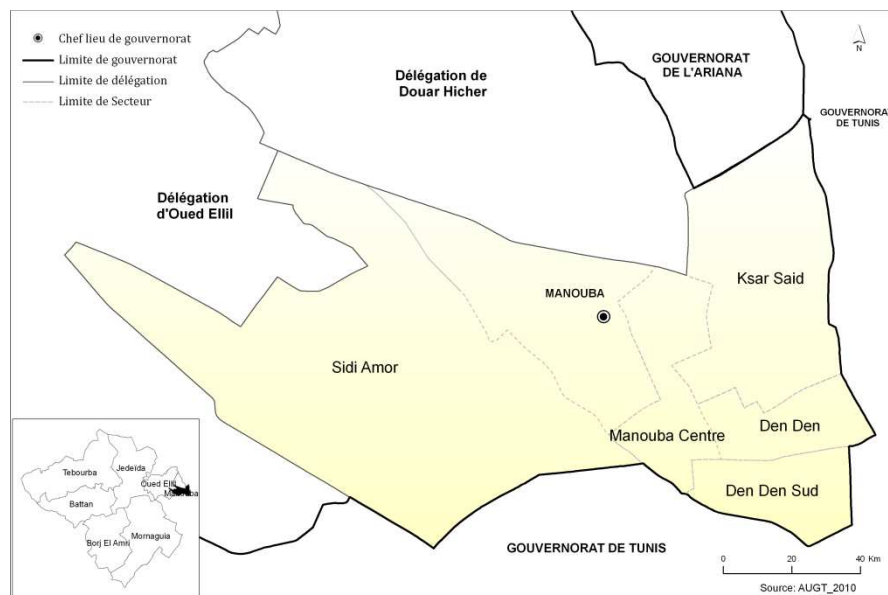 Chef lieu de gouvernorat
Limite de gouvernorat
Limite de délégation
Limite de Secteur
N
Délégation de
Douar Hicher
GOUVERNORAT
DE L'ARIANA
GOUVERNORAT
DE TUNIS
Délégation
d'Oued Ellil
Ksar Said
MANOUBA
Sidi Amor
Manouba Centre
Den Den
Den Den Sud
GOUVERNORAT DE TUNIS
Tebourba
Jedeïda
Oued Ellil
Manouba
Battan
Borj El Amri
Mornaguia
0 20 40 Km
Source: AUGT_2010